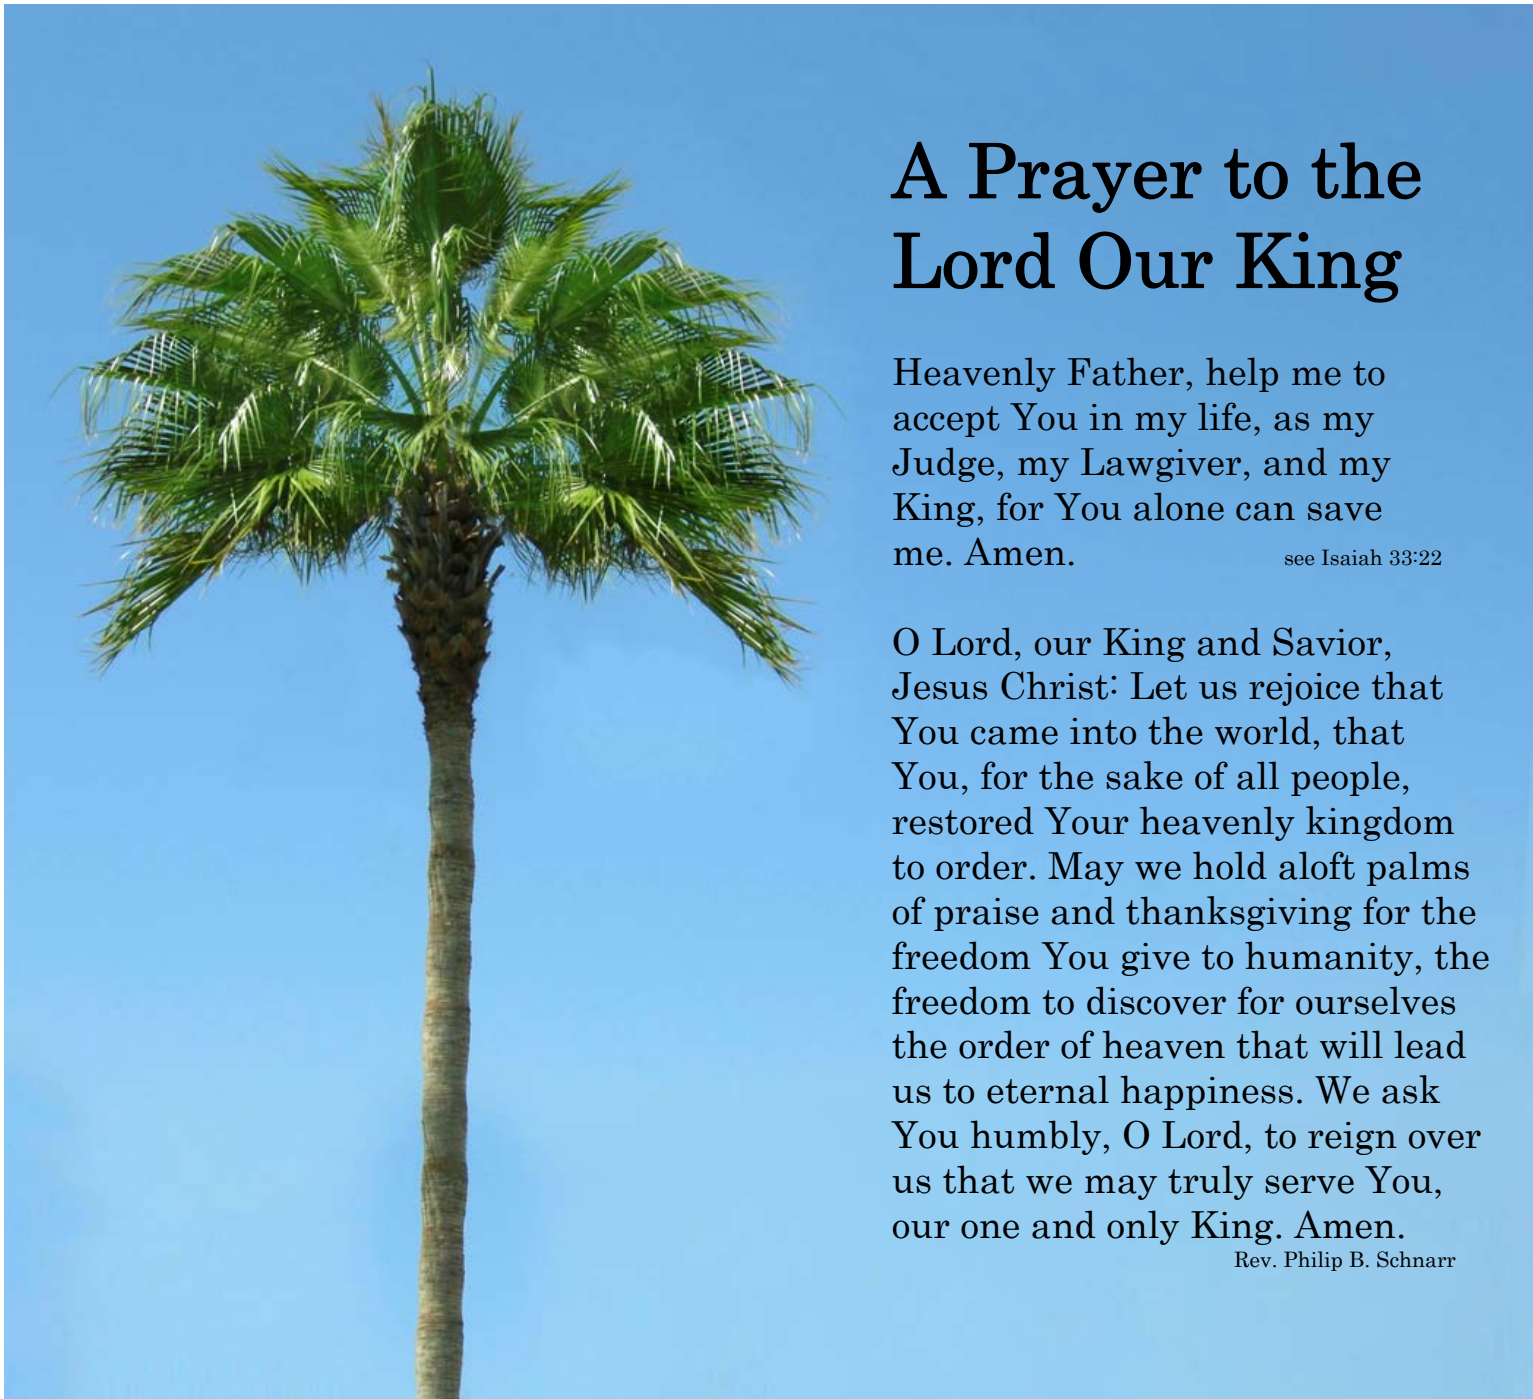 A Prayer to the
Lord Our King
Heavenly Father, help me to
accept You in my life, as my
Judge, my Lawgiver, and my
King, for You alone can save
me. Amen. see Isaiah 33:22
O Lord, our King and Savior,
Jesus Christ: Let us rejoice that
You came into the world, that
You, for the sake of all people,
restored Your heavenly kingdom
to order. May we hold aloft palms
of praise and thanksgiving for the
freedom You give to humanity, the
freedom to discover for ourselves
the order of heaven that will lead
us to eternal happiness. We ask
You humbly, O Lord, to reign over
us that we may truly serve You,
our one and only King. Amen.
Rev. Philip B. Schnarr